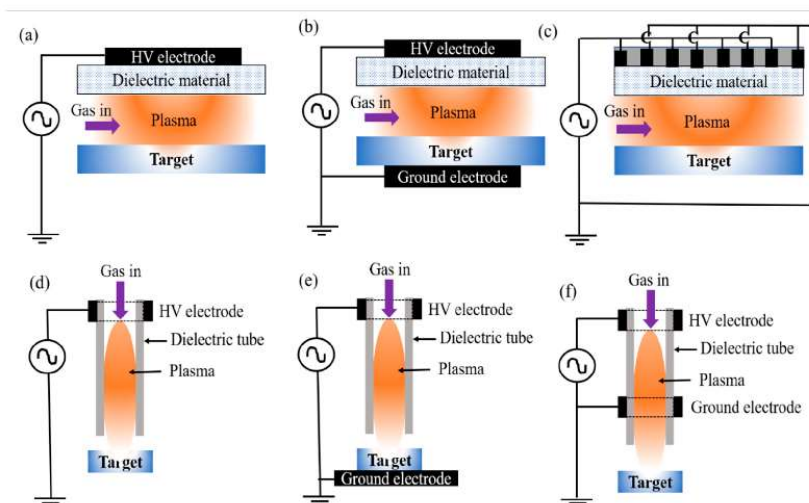 (a)
HV electrode
Dielectric material
Gas in
Plasma
Target
(b)
HV electrode
Dielectric material
Gas in
Plasma
Target
Ground electrode
(c)
Dielectric material
Gas in
Plasma
Target
(d)
Gas in
HV electrode
Dielectric tube
Plasma
Target
(e)
Gas in
HV electrode
Dielectric tube
Plasma
Target
Ground electrode
(f)
Gas in
HV electrode
Dielectric tube
Plasma
Ground electrode
Target